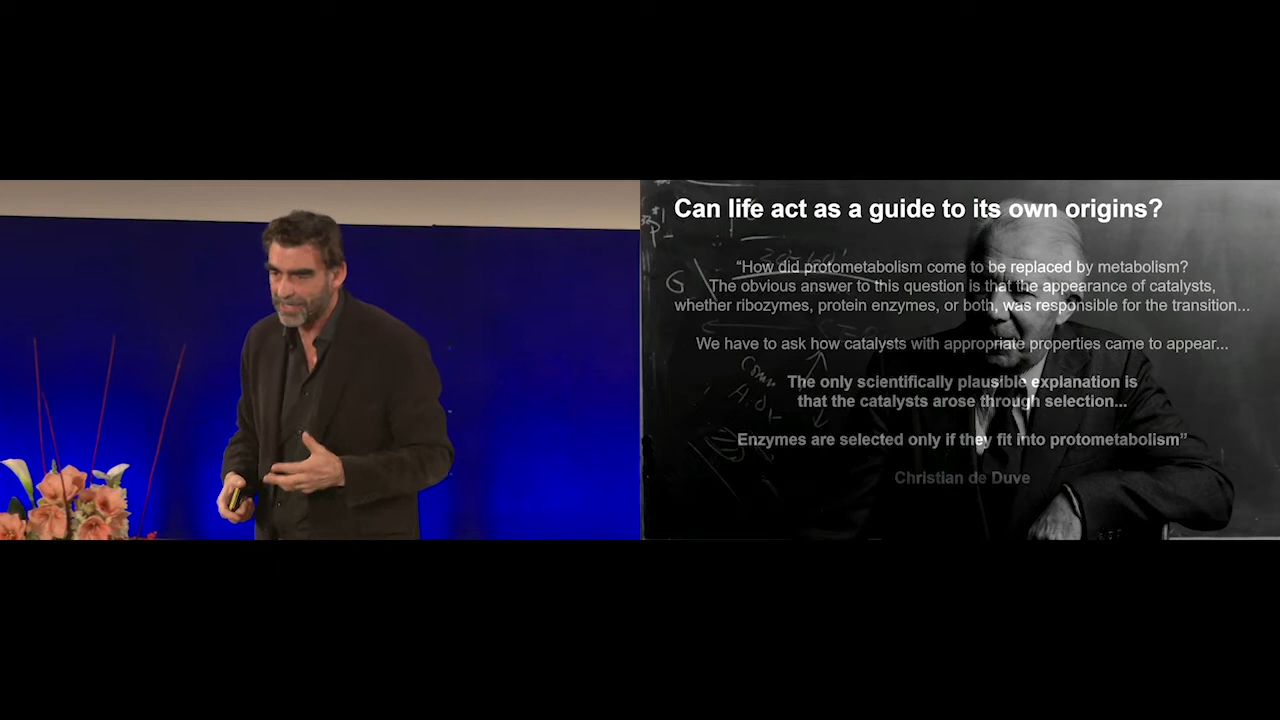 Can life act as a guide to its own origins?
“How did protometabolism come to be replaced by metabolism?
The obvious answer to this question is that the appearance of catalysts,
whether ribozymes, protein enzymes, or both, was responsible for the transition...
We have to ask how catalysts with appropriate properties came to appear...
The only scientifically plausible explanation is
that the catalysts arose through selection...
Enzymes are selected only if they fit into protometabolism”
Christian de Duve
G